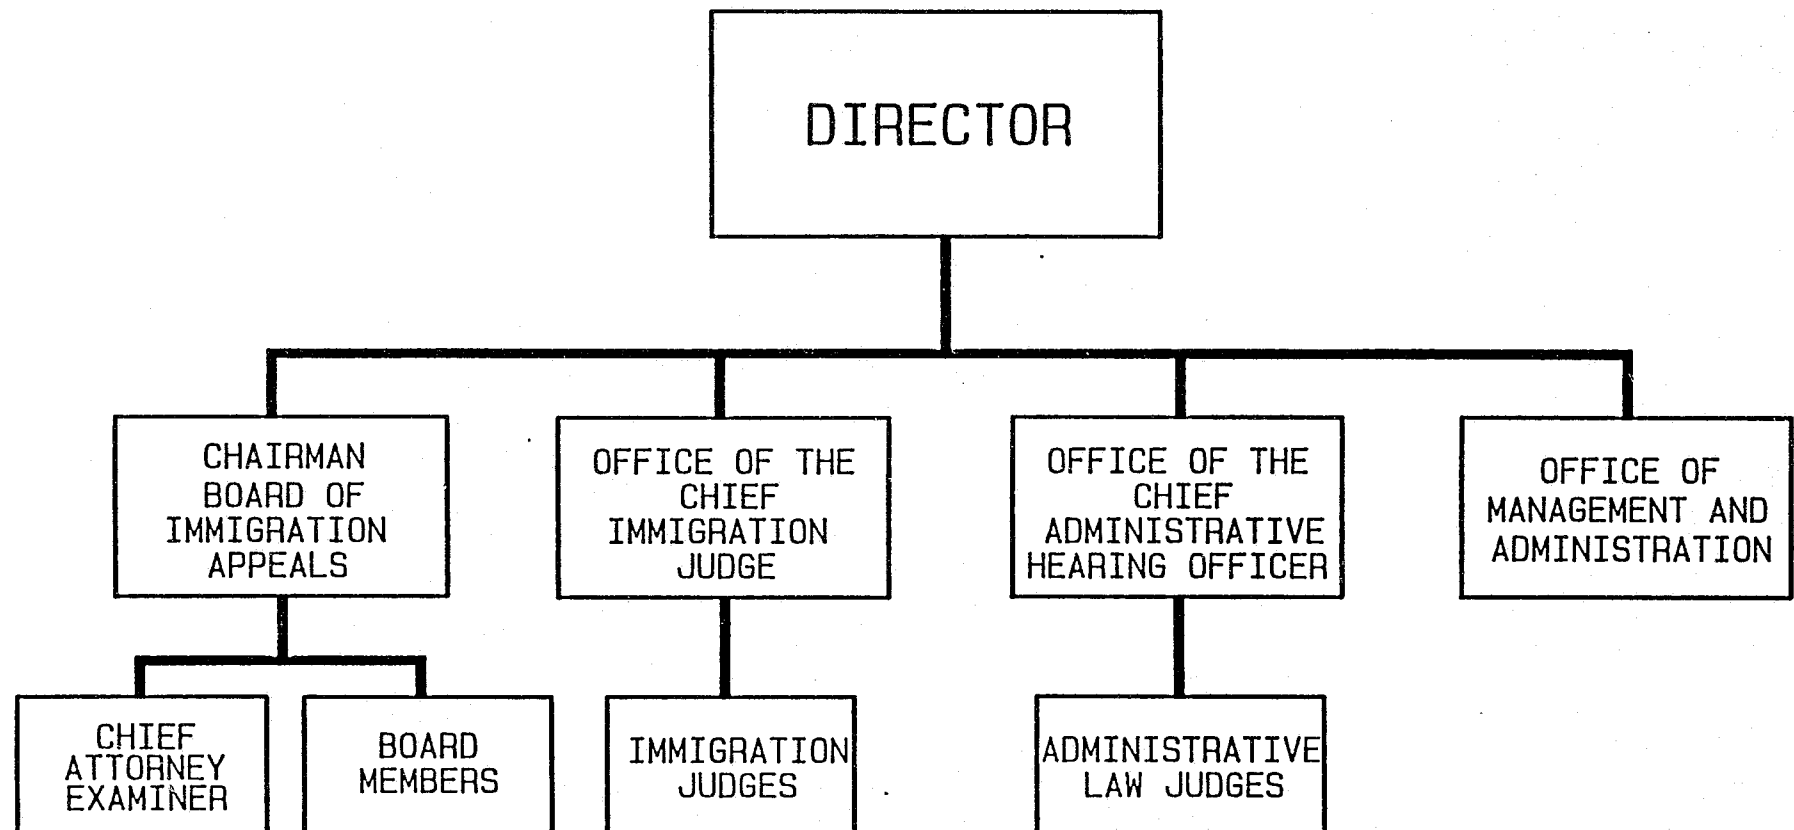 DIRECTOR
CHAIRMAN
BOARD OF
IMMIGRATION
APPEALS
OFFICE OF THE
CHIEF
IMMIGRATION
JUDGE
OFFICE OF THE
CHIEF
ADMINISTRATIVE
HEARING OFFICER
OFFICE OF
MANAGEMENT AND
ADMINISTRATION
CHIEF
ATTORNEY
EXAMINER
BOARD
MEMBERS
IMMIGRATION
JUDGES
ADMINISTRATIVE
LAW JUDGES